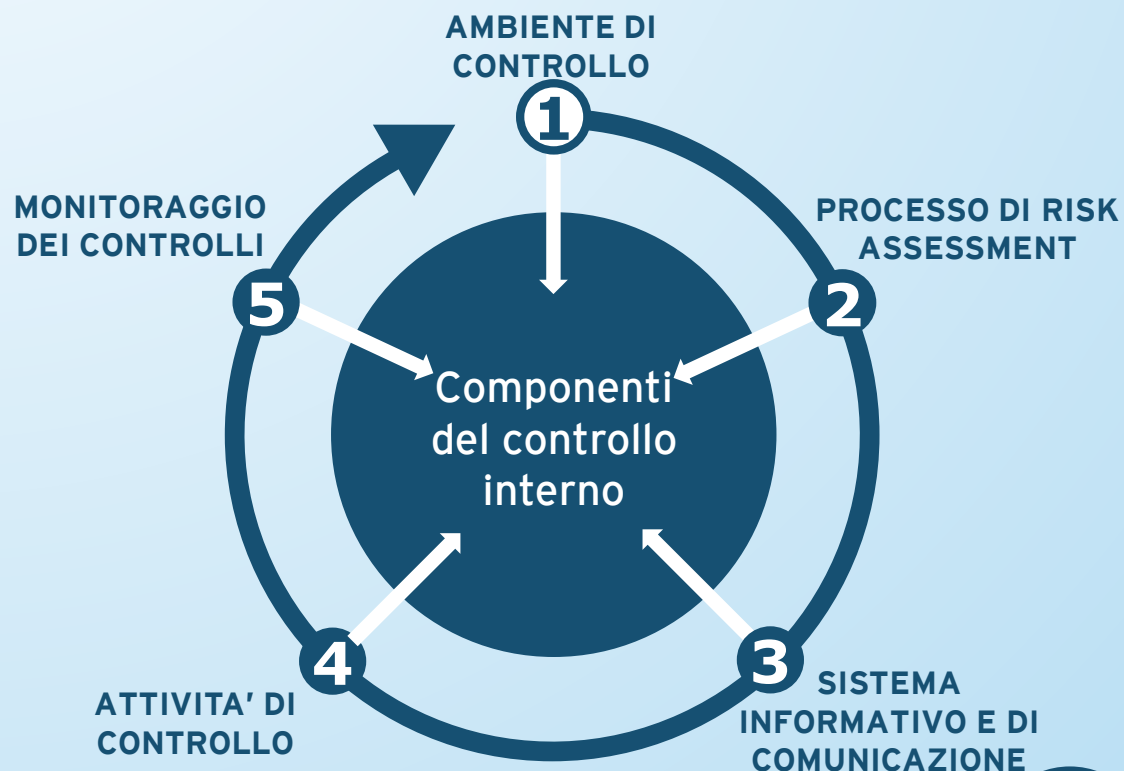 AMBIENTE DI
CONTROLLO
1
MONITORAGGIO
DEI CONTROLLI
PROCESSO DI RISK
ASSESSMENT
5
2
Componenti
del controllo
interno
4
3
ATTIVITA’ DI
CONTROLLO
SISTEMA
INFORMATIVO E DI
COMUNICAZIONE